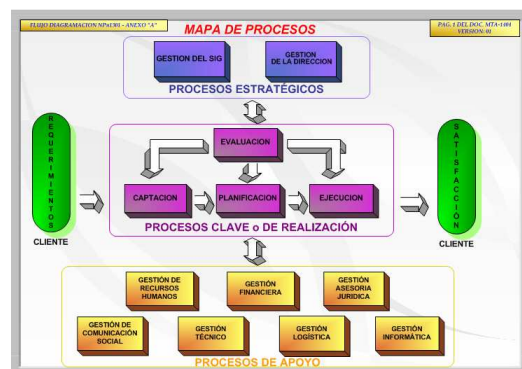 FLUJO DIAGRAMACION NPn1301 - ANEXO "A"
MAPA DE PROCESOS
PAG. 1 DEL DOC. MTA-1404
VERSION: 01
GESTION DEL SIG
GESTION
DE LA DIRECCION
PROCESOS ESTRATÉGICOS
REQUERIMIENTOS
CLIENTE
EVALUACION
CAPTACION
PLANIFICACION
EJECUCION
PROCESOS CLAVE o DE REALIZACIÓN
SATISFACCIÓN
CLIENTE
GESTIÓN DE
RECURSOS
HUMANOS
GESTIÓN
FINANCIERA
GESTIÓN
ASESORIA
JURIDICA
GESTIÓN DE
COMUNICACIÓN
SOCIAL
GESTIÓN
TÉCNICO
GESTIÓN
LOGÍSTICA
GESTIÓN
INFORMÁTICA
PROCESOS DE APOYO